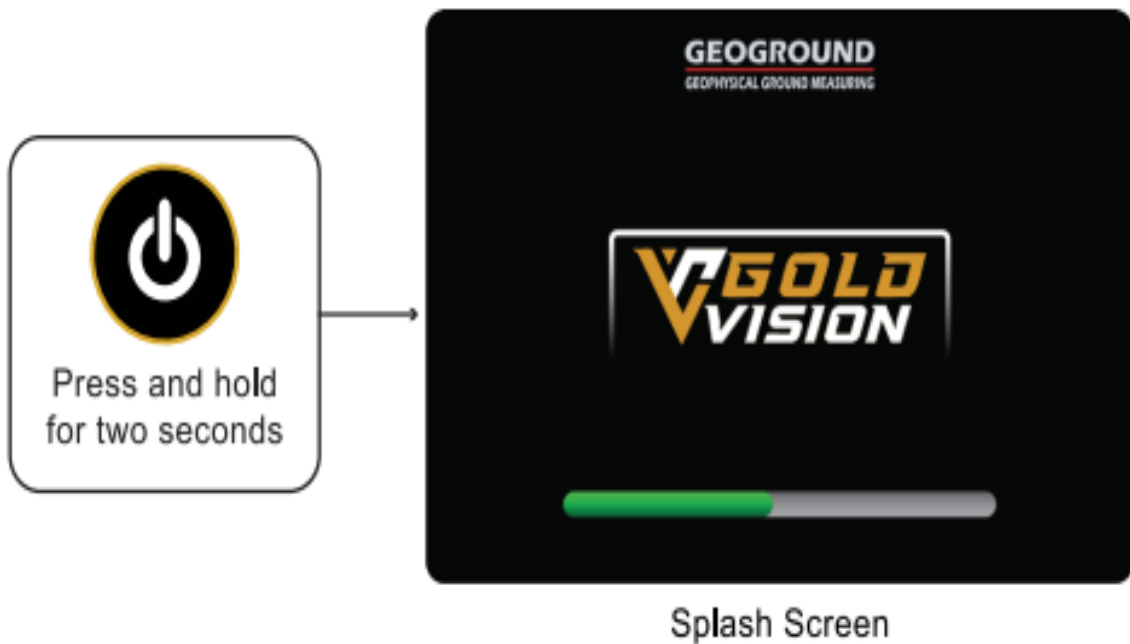 Press and hold
for two seconds
GEOGROUND
GEOPHYSICAL GROUND MEASURING
GOLD
VISION
Splash Screen